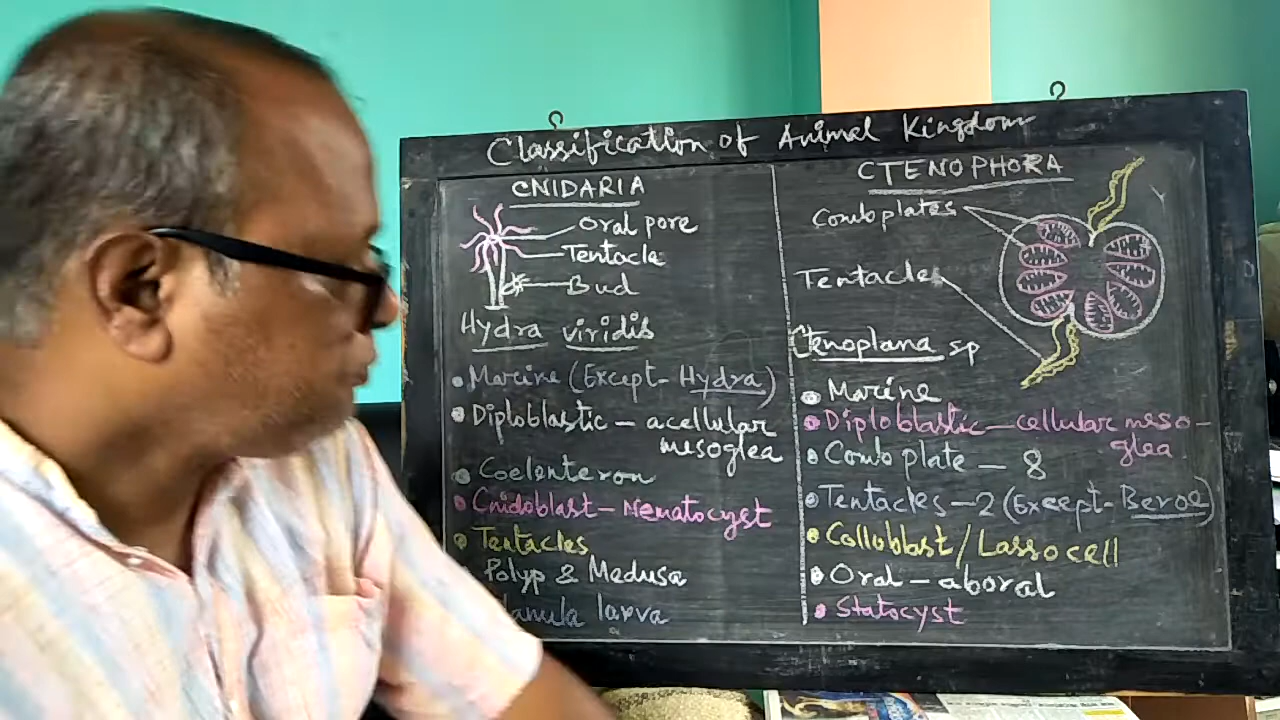 Classification of Animal Kingdom
CNIDARIA
Oral pore
Tentacle
Bud
Hydra viridis
• Marine (Except- Hydra)
• Diploblastic – acellular
mesoglea
• Coelenteron
• Cnidoblast – Nematocyst
• Tentacles
• Polyp & Medusa
lanula larva
CTENOPHORA
Comb plates
Tentacles
Ctenoplana sp
• Marine
• Diploblastic – cellular meso-
glea
• Comb plate – 8
• Tentacles – 2 (Except- Beroe)
• Colloblast / Lasso cell
• Oral – aboral
• Statocyst